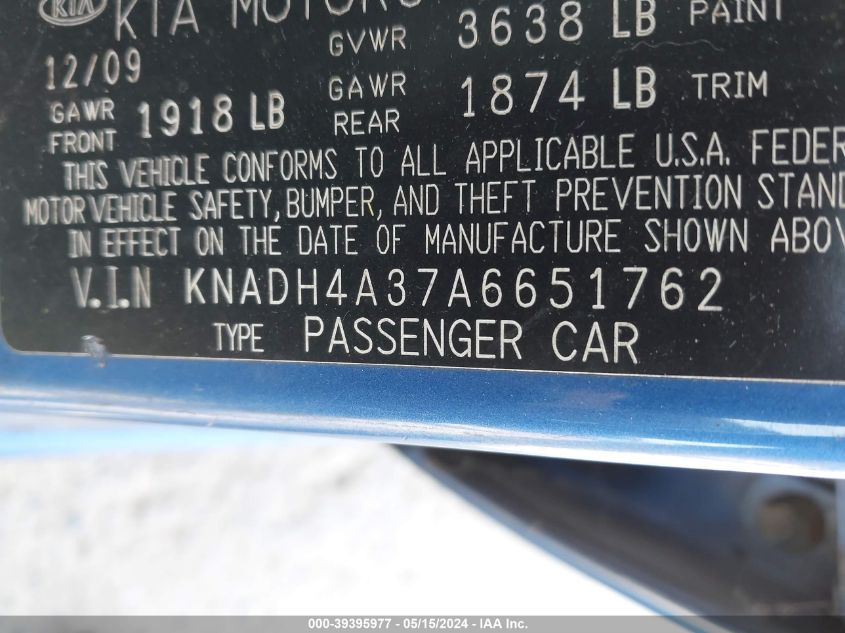 KIA KIA MOTORS
12/09 GVWR 3638 LB PAINT
GAWR FRONT 1918 LB GAWR REAR 1874 LB TRIM
THIS VEHICLE CONFORMS TO ALL APPLICABLE U.S.A. FEDER
MOTOR VEHICLE SAFETY, BUMPER, AND THEFT PREVENTION STAND
IN EFFECT ON THE DATE OF MANUFACTURE SHOWN ABOV
V.I.N KNADH4A37A6651762
TYPE PASSENGER CAR
000-39395977 - 05/15/2024 - IAA Inc.